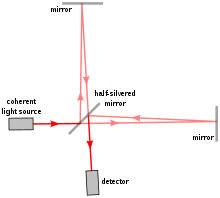 mirror
coherent
light source
half-silvered
mirror
mirror
detector